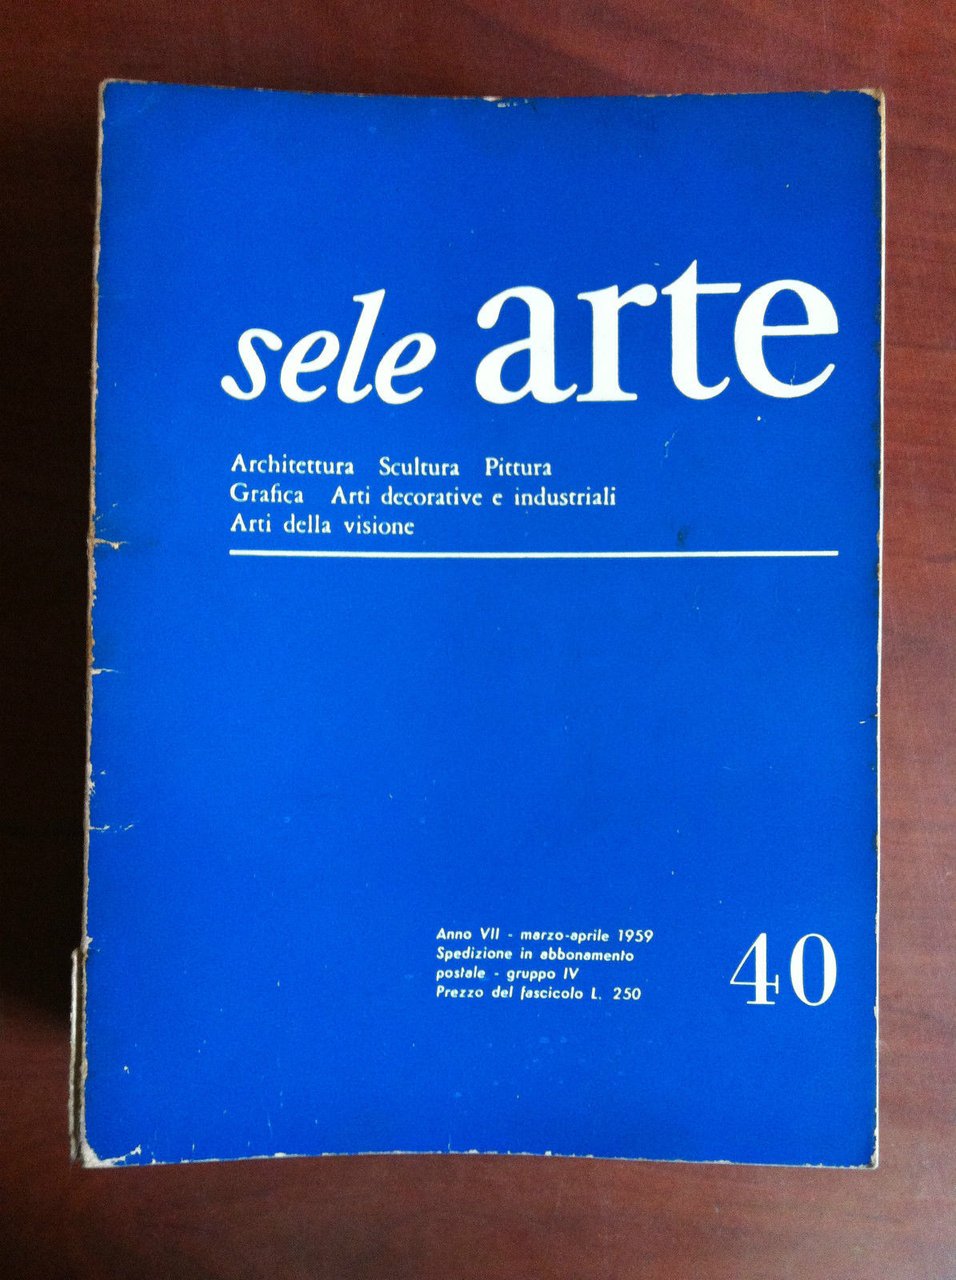 sele arte
Architettura Scultura Pittura
Grafica Arti decorative e industriali
Arti della visione
Anno VII - marzo-aprile 1959
Spedizione in abbonamento
postale - gruppo IV
Prezzo del fascicolo L. 250
40